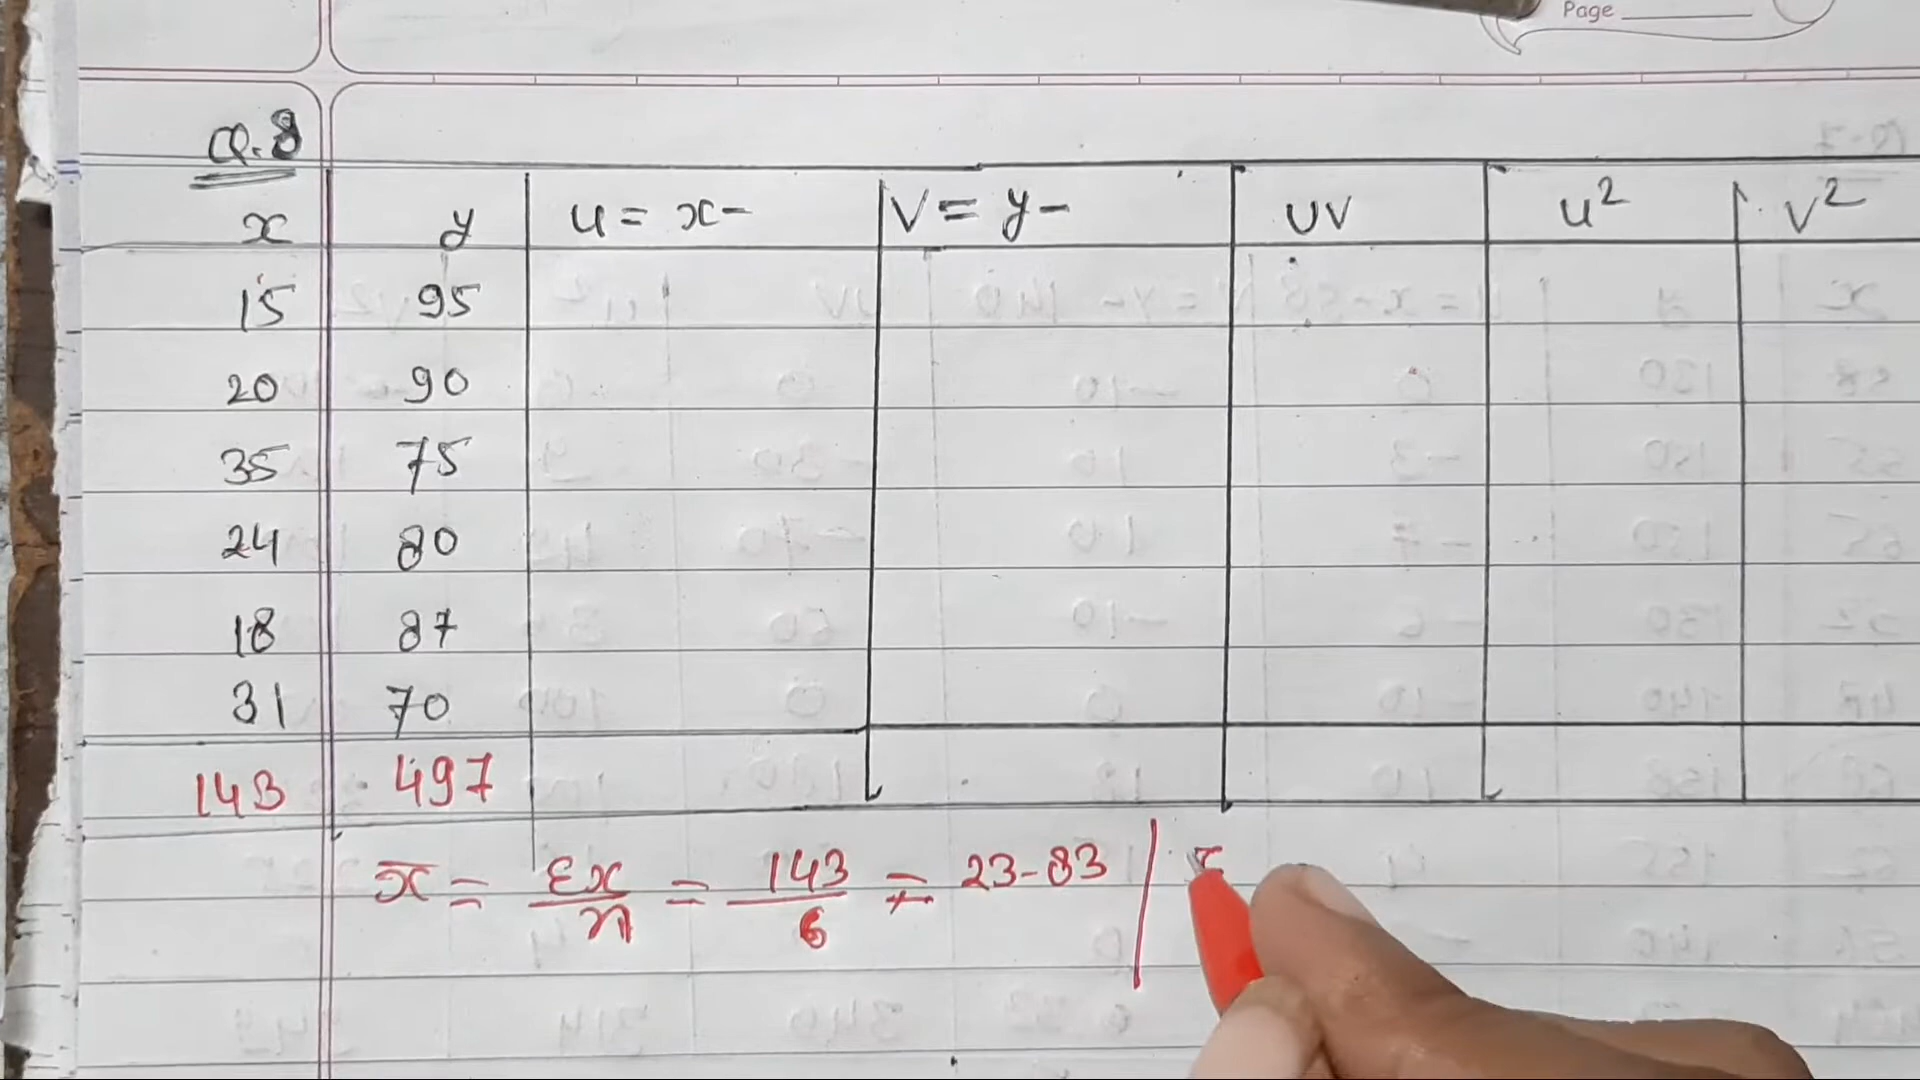 Page
Q.8
x y u = x- V = y- UV u² v²
15 95
20 90
35 75
24 80
18 87
31 70
143 497
x̄ = Σx/n = 143/6 = 23.83